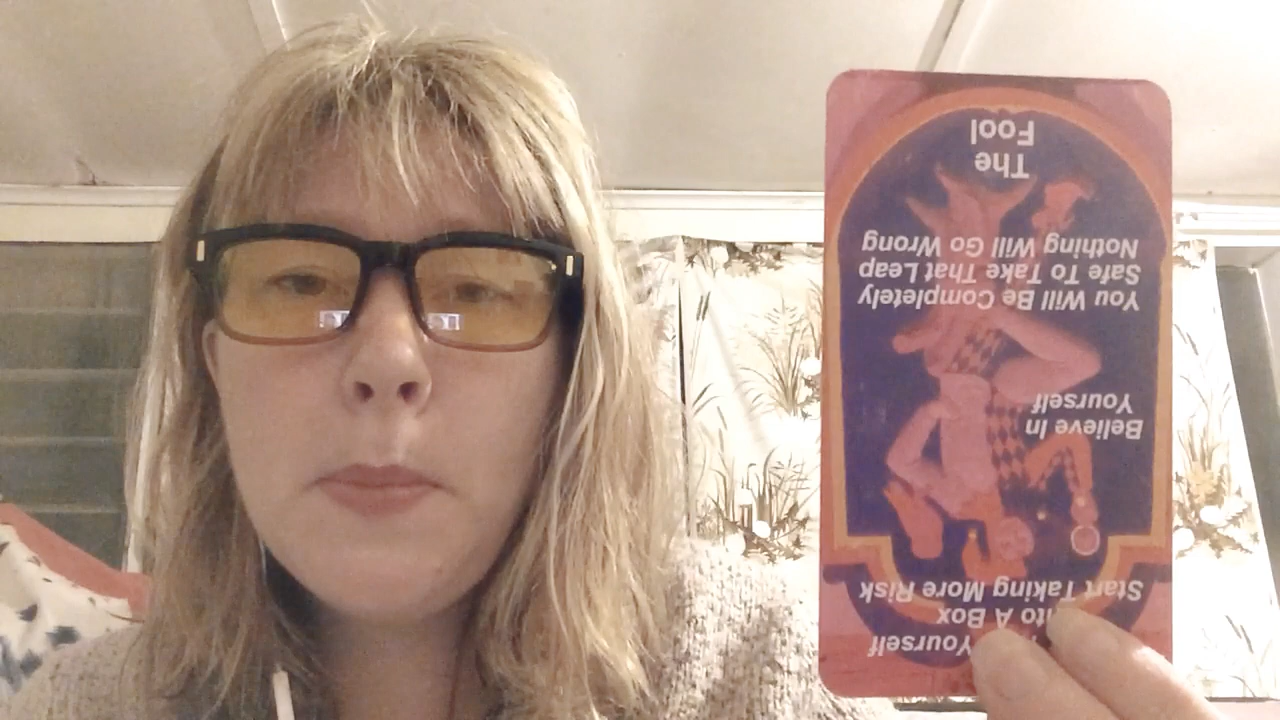 Yourself
Into A Box
Start Taking More Risk
Believe In
Yourself
You Will Be Completely
Safe To Take That Leap
Nothing Will Go Wrong
The
Fool